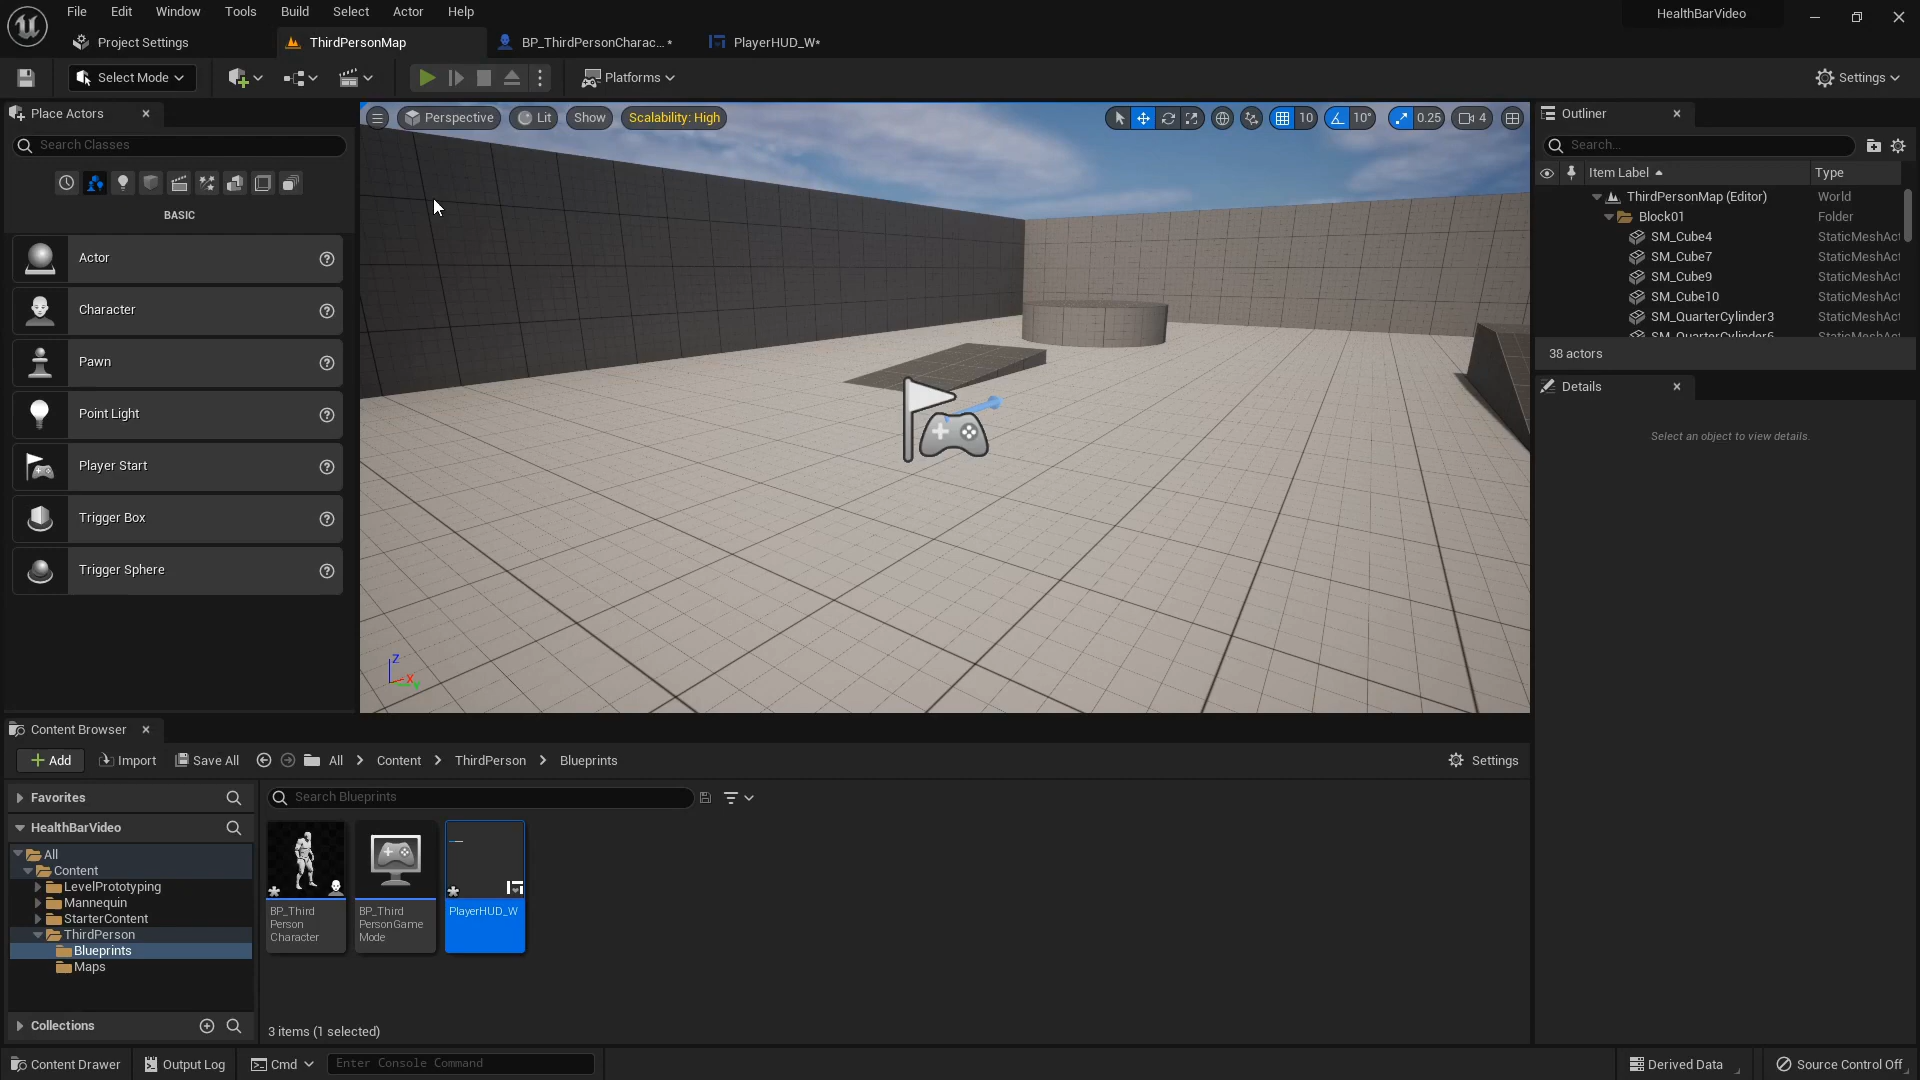 File Edit Window Tools Build Select Actor Help
HealthBarVideo
Project Settings
ThirdPersonMap
BP_ThirdPersonCharac...*
PlayerHUD_W*
Select Mode
Platforms
Settings
Place Actors
Search Classes
BASIC
Actor
Character
Pawn
Point Light
Player Start
Trigger Box
Trigger Sphere
Perspective
Lit
Show
Scalability: High
10
10°
0.25
4
Z
X
Outliner
Search...
Item Label
Type
ThirdPersonMap (Editor) World
Block01 Folder
SM_Cube4 StaticMeshAct
SM_Cube7 StaticMeshAct
SM_Cube9 StaticMeshAct
SM_Cube10 StaticMeshAct
SM_QuarterCylinder3 StaticMeshAct
38 actors
Details
Select an object to view details.
Content Browser
Add
Import
Save All
All
Content
ThirdPerson
Blueprints
Settings
Favorites
HealthBarVideo
All
Content
LevelPrototyping
Mannequin
StarterContent
ThirdPerson
Blueprints
Maps
Collections
Search Blueprints
BP_Third
Person
Character
BP_Third
PersonGame
Mode
PlayerHUD_W
3 items (1 selected)
Content Drawer
Output Log
Cmd
Enter Console Command
Derived Data
Source Control Off